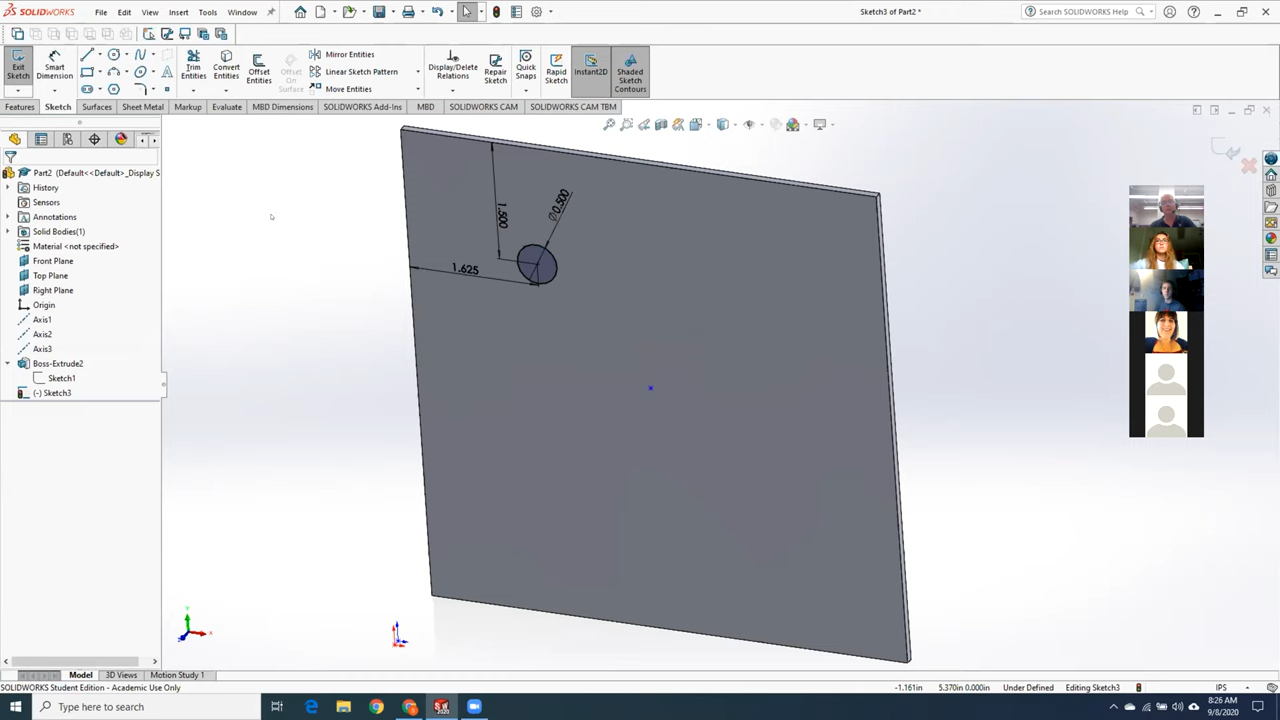 SOLIDWORKS File Edit View Insert Tools Window Sketch3 of Part2 * Search SOLIDWORKS Help
Exit Sketch Smart Dimension Trim Entities Convert Entities Offset Entities Offset On Surface Mirror Entities Linear Sketch Pattern Move Entities Display/Delete Relations Repair Sketch Quick Snaps Rapid Sketch Instant2D Shaded Sketch Contours
Features Sketch Surfaces Sheet Metal Markup Evaluate MBD Dimensions SOLIDWORKS Add-Ins MBD SOLIDWORKS CAM SOLIDWORKS CAM TBM
Part2 (Default<<Default>_Display S
History
Sensors
Annotations
Solid Bodies(1)
Material <not specified>
Front Plane
Top Plane
Right Plane
Origin
Axis1
Axis2
Axis3
Boss-Extrude2
Sketch1
(-) Sketch3
1.500
Ø0.500
1.625
Y
X
Model 3D Views Motion Study 1
SOLIDWORKS Student Edition - Academic Use Only -1.161in 5.370in 0.000in Under Defined Editing Sketch3 IPS
Type here to search
SW
2020
8:26 AM
9/8/2020